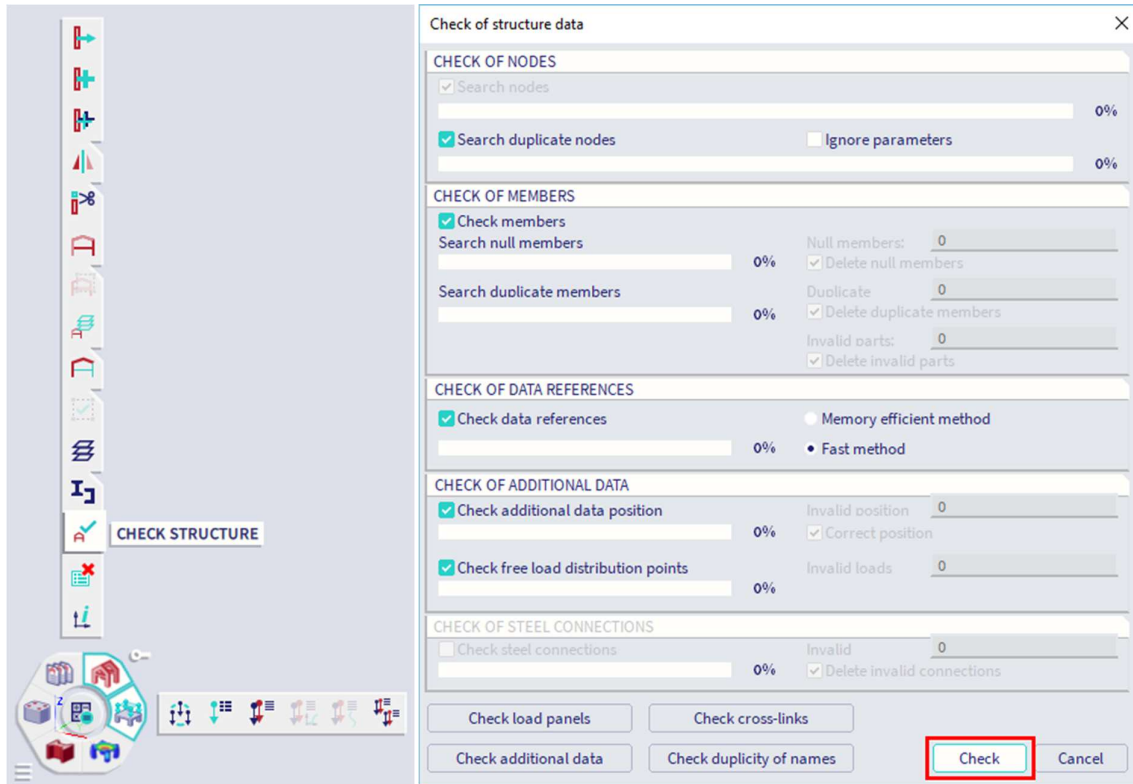 CHECK STRUCTURE
Z
Check of structure data
CHECK OF NODES
Search nodes
0%
Search duplicate nodes Ignore parameters
0%
CHECK OF MEMBERS
Check members
Search null members Null members: 0
0% Delete null members
Search duplicate members Duplicate 0
0% Delete duplicate members
Invalid parts: 0
Delete invalid parts
CHECK OF DATA REFERENCES
Check data references Memory efficient method
0% Fast method
CHECK OF ADDITIONAL DATA
Check additional data position Invalid position 0
0% Correct position
Check free load distribution points Invalid loads 0
0%
CHECK OF STEEL CONNECTIONS
Check steel connections Invalid 0
0% Delete invalid connections
Check load panels Check cross-links
Check additional data Check duplicity of names Check Cancel